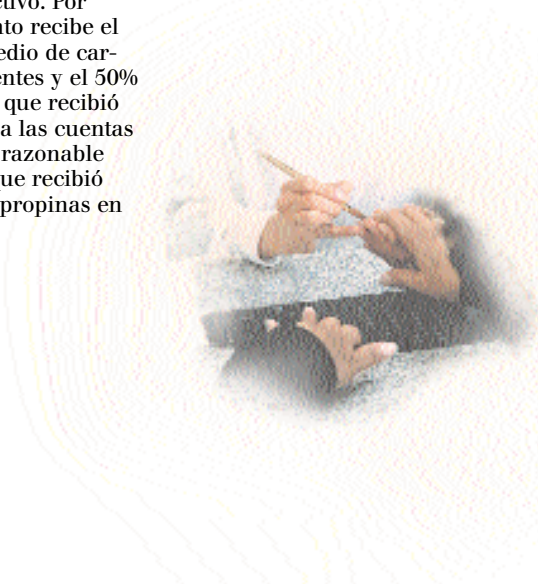 ctivo. Por
nto recibe el
edio de car-
entes y el 50%
que recibió
a las cuentas
razonable
ue recibió
propinas en